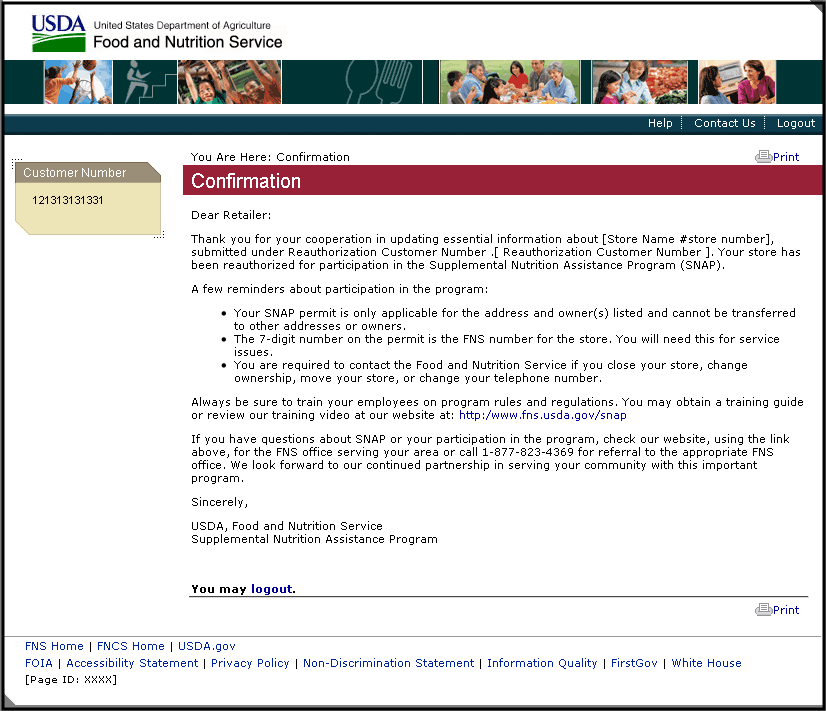 USDA United States Department of Agriculture
Food and Nutrition Service
Help Contact Us Logout
Customer Number
121313131331
You Are Here: Confirmation
Print
Confirmation
Dear Retailer:
Thank you for your cooperation in updating essential information about [Store Name #store number],
submitted under Reauthorization Customer Number .[ Reauthorization Customer Number ]. Your store has
been reauthorized for participation in the Supplemental Nutrition Assistance Program (SNAP).
A few reminders about participation in the program:
• Your SNAP permit is only applicable for the address and owner(s) listed and cannot be transferred
to other addresses or owners.
• The 7-digit number on the permit is the FNS number for the store. You will need this for service
issues.
• You are required to contact the Food and Nutrition Service if you close your store, change
ownership, move your store, or change your telephone number.
Always be sure to train your employees on program rules and regulations. You may obtain a training guide
or review our training video at our website at: http:/www.fns.usda.gov/snap
If you have questions about SNAP or your participation in the program, check our website, using the link
above, for the FNS office serving your area or call 1-877-823-4369 for referral to the appropriate FNS
office. We look forward to our continued partnership in serving your community with this important
program.
Sincerely,
USDA, Food and Nutrition Service
Supplemental Nutrition Assistance Program
You may logout.
Print
FNS Home | FNCS Home | USDA.gov
FOIA | Accessibility Statement | Privacy Policy | Non-Discrimination Statement | Information Quality | FirstGov | White House
[Page ID: XXXX]